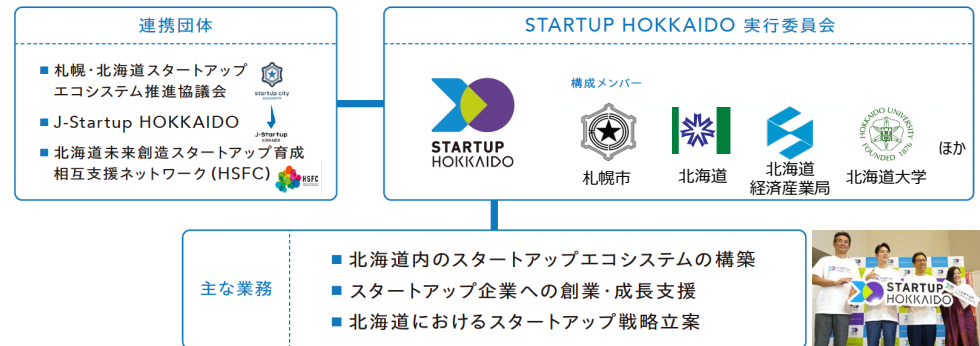 連携団体
■ 札幌・北海道スタートアップ
エコシステム推進協議会
startup city
■ J-Startup HOKKAIDO
J-Startup
HOKKAIDO
■ 北海道未来創造スタートアップ育成
相互支援ネットワーク(HSFC)
HSFC
STARTUP HOKKAIDO 実行委員会
構成メンバー
STARTUP
HOKKAIDO
札幌市
北海道
北海道
経済産業局
HOKKAIDO UNIVERSITY
FOUNDED 1876
北海道大学
ほか
主な業務
■ 北海道内のスタートアップエコシステムの構築
■ スタートアップ企業への創業・成長支援
■ 北海道におけるスタートアップ戦略立案
STARTUP
HOKKAIDO